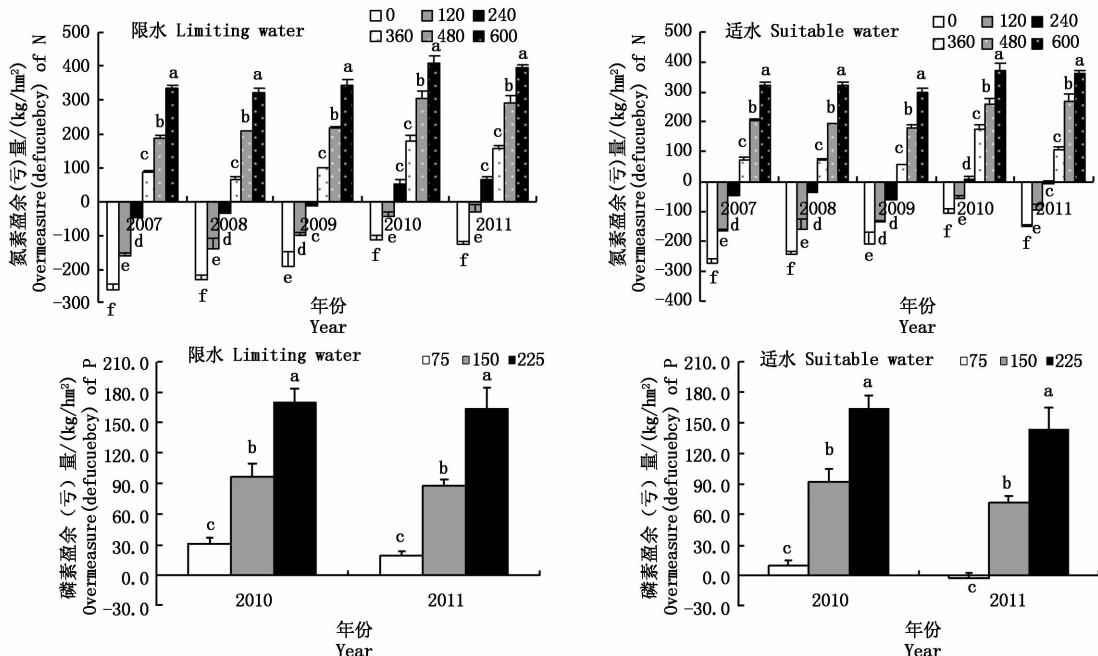 限水 Limiting water
0 120 240
360 480 600
氮素盈余(亏)量/(kg/hm²)
Overmeasure(defucuebcy) of N
500
400
300
200
100
0
-100
-200
-300
2007 2008 2009 2010 2011
f e d c b a
f e d c b a
e d c c b a
f e d c b a
f e d c b a
年份
Year
适水 Suitable water
0 120 240
360 480 600
氮素盈余(亏)量/(kg/hm²)
Overmeasure(defucuebcy) of N
500
400
300
200
100
0
-100
-200
-300
-400
2007 2008 2009 2010 2011
f e d c b a
f e d c b a
f e d c b a
f e d c b a
f e c c b a
年份
Year
限水 Limiting water
75 150 225
磷素盈余（亏）量/(kg/hm²)
Overmeasure(defucuebcy) of P
210.0
180.0
150.0
120.0
90.0
60.0
30.0
0.0
-30.0
c b a
c b a
2010 2011
年份
Year
适水 Suitable water
75 150 225
磷素盈余（亏）量/(kg/hm²)
Overmeasure(defucuebcy) of P
210.0
180.0
150.0
120.0
90.0
60.0
30.0
0.0
-30.0
c b a
c b a
2010 2011
年份
Year